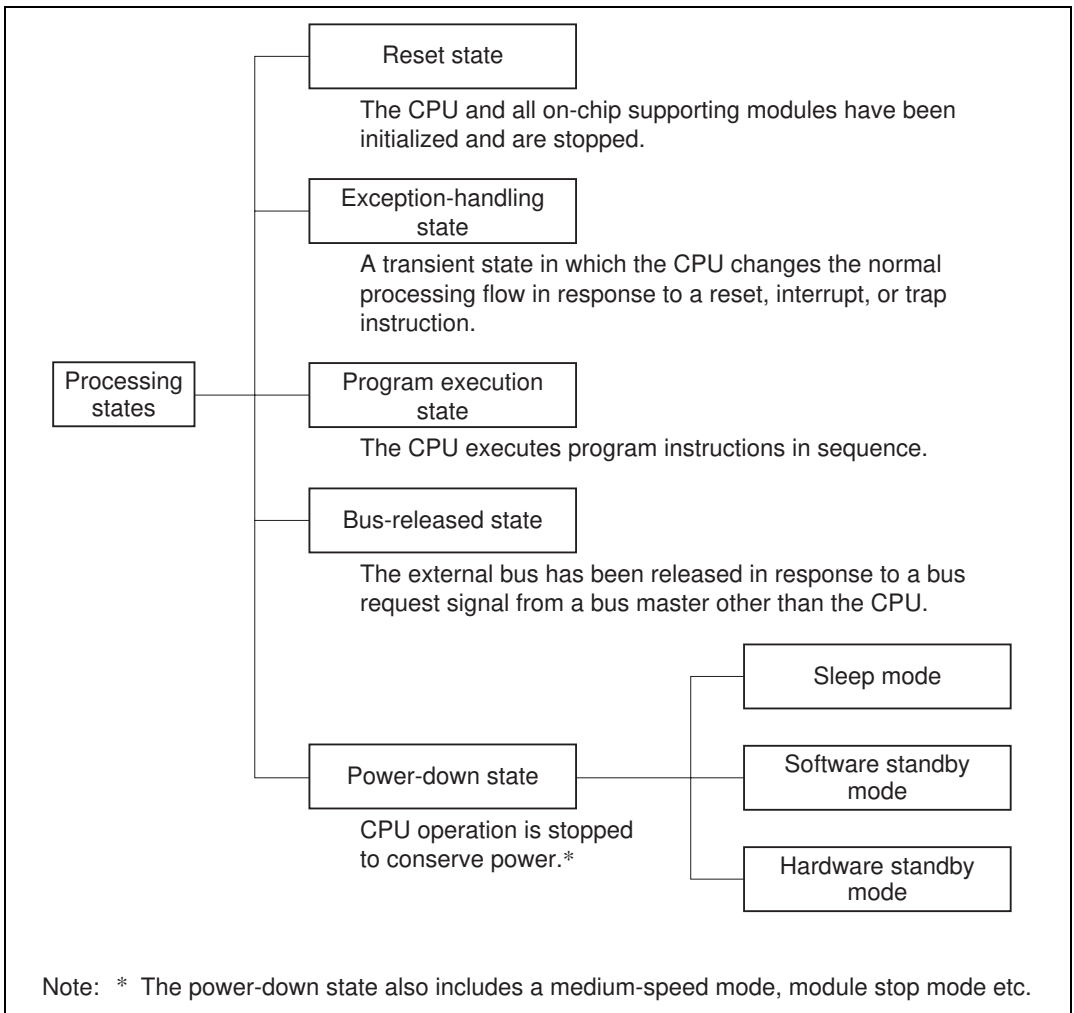 Reset state
The CPU and all on-chip supporting modules have been
initialized and are stopped.
Exception-handling
state
A transient state in which the CPU changes the normal
processing flow in response to a reset, interrupt, or trap
instruction.
Processing
states
Program execution
state
The CPU executes program instructions in sequence.
Bus-released state
The external bus has been released in response to a bus
request signal from a bus master other than the CPU.
Sleep mode
Power-down state
CPU operation is stopped
to conserve power.*
Software standby
mode
Hardware standby
mode
Note: * The power-down state also includes a medium-speed mode, module stop mode etc.